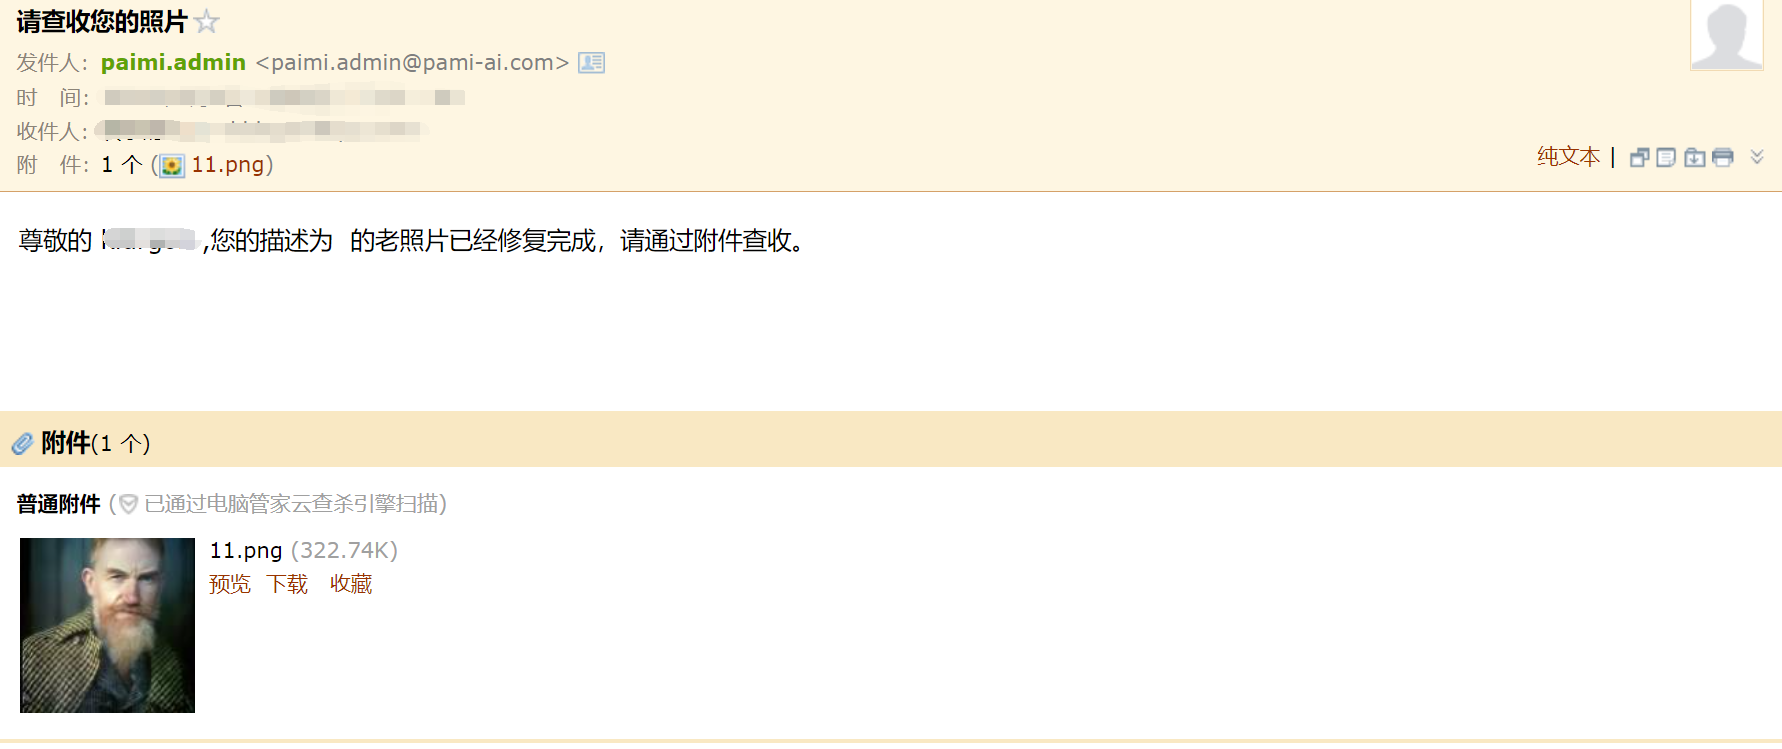 请查收您的照片
发件人：paimi.admin <paimi.admin@pami-ai.com>
时 间：
收件人：
附 件：1 个 (11.png)
纯文本 |
尊敬的 ,您的描述为 的老照片已经修复完成，请通过附件查收。
附件(1 个)
普通附件 (已通过电脑管家云查杀引擎扫描)
11.png (322.74K)
预览 下载 收藏